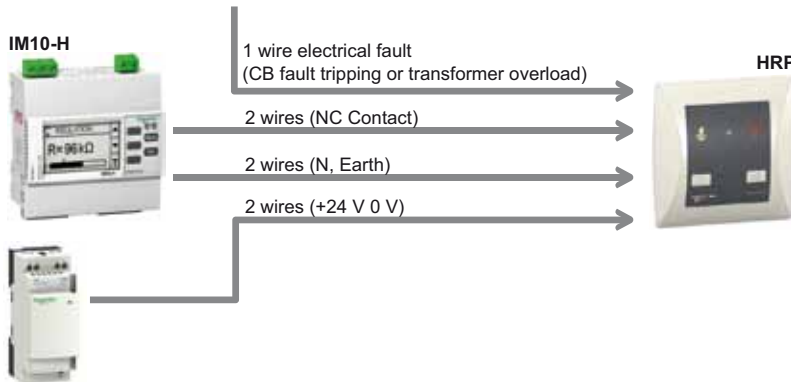 IM10-H
1 wire electrical fault
(CB fault tripping or transformer overload)
HRP
2 wires (NC Contact)
R=96kΩ
2 wires (N, Earth)
2 wires (+24 V 0 V)